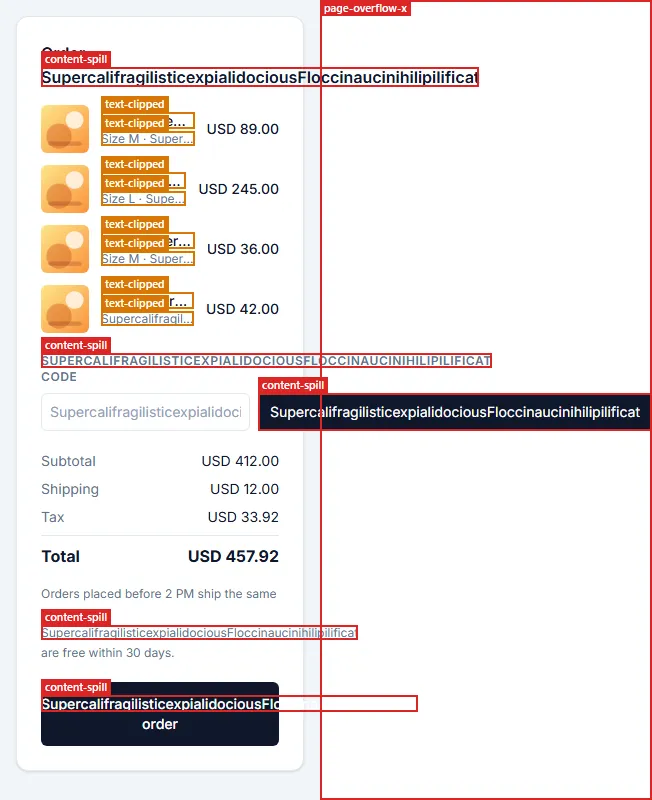 page-overflow-x
Order
content-spill
SupercalifragilisticexpialidociousFloccinaucinihilipilificat
text-clipped
text-clipped
USD 89.00
Size M · Super...
text-clipped
text-clipped
USD 245.00
Size L · Supe...
text-clipped
text-clipped
USD 36.00
Size M · Super...
text-clipped
text-clipped
USD 42.00
Supercalifragil...
content-spill
SUPERCALIFRAGILISTICEXPIALIDOCIOUSFLOCCINAUCINIHILIPILIFICAT
CODE
content-spill
Supercalifragilisticexpialidoci SupercalifragilisticexpialidociousFloccinaucinihilipilificat
Subtotal USD 412.00
Shipping USD 12.00
Tax USD 33.92
Total USD 457.92
Orders placed before 2 PM ship the same
content-spill
SupercalifragilisticexpialidociousFloccinaucinihilipilificat
are free within 30 days.
content-spill
SupercalifragilisticexpialidociousFlo
order